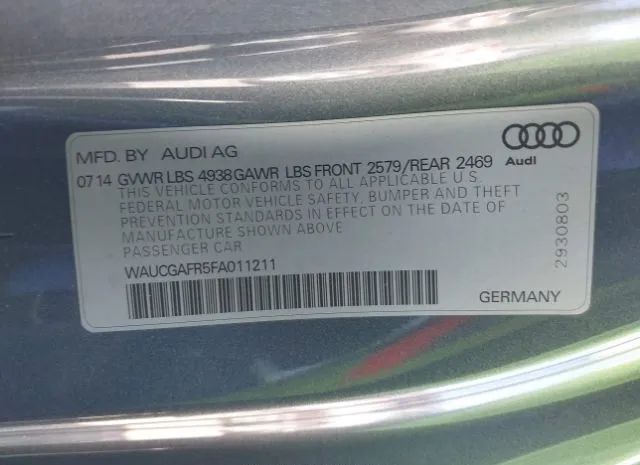 MFD. BY AUDI AG
07 14 GVWR LBS 4938 GAWR LBS FRONT 2579/REAR 2469
THIS VEHICLE CONFORMS TO ALL APPLICABLE U S.
FEDERAL MOTOR VEHICLE SAFETY, BUMPER AND THEFT
PREVENTION STANDARDS IN EFFECT ON THE DATE OF
MANUFACTURE SHOWN ABOVE
PASSENGER CAR
WAUCGAFR5FA011211
Audi
2930803
GERMANY